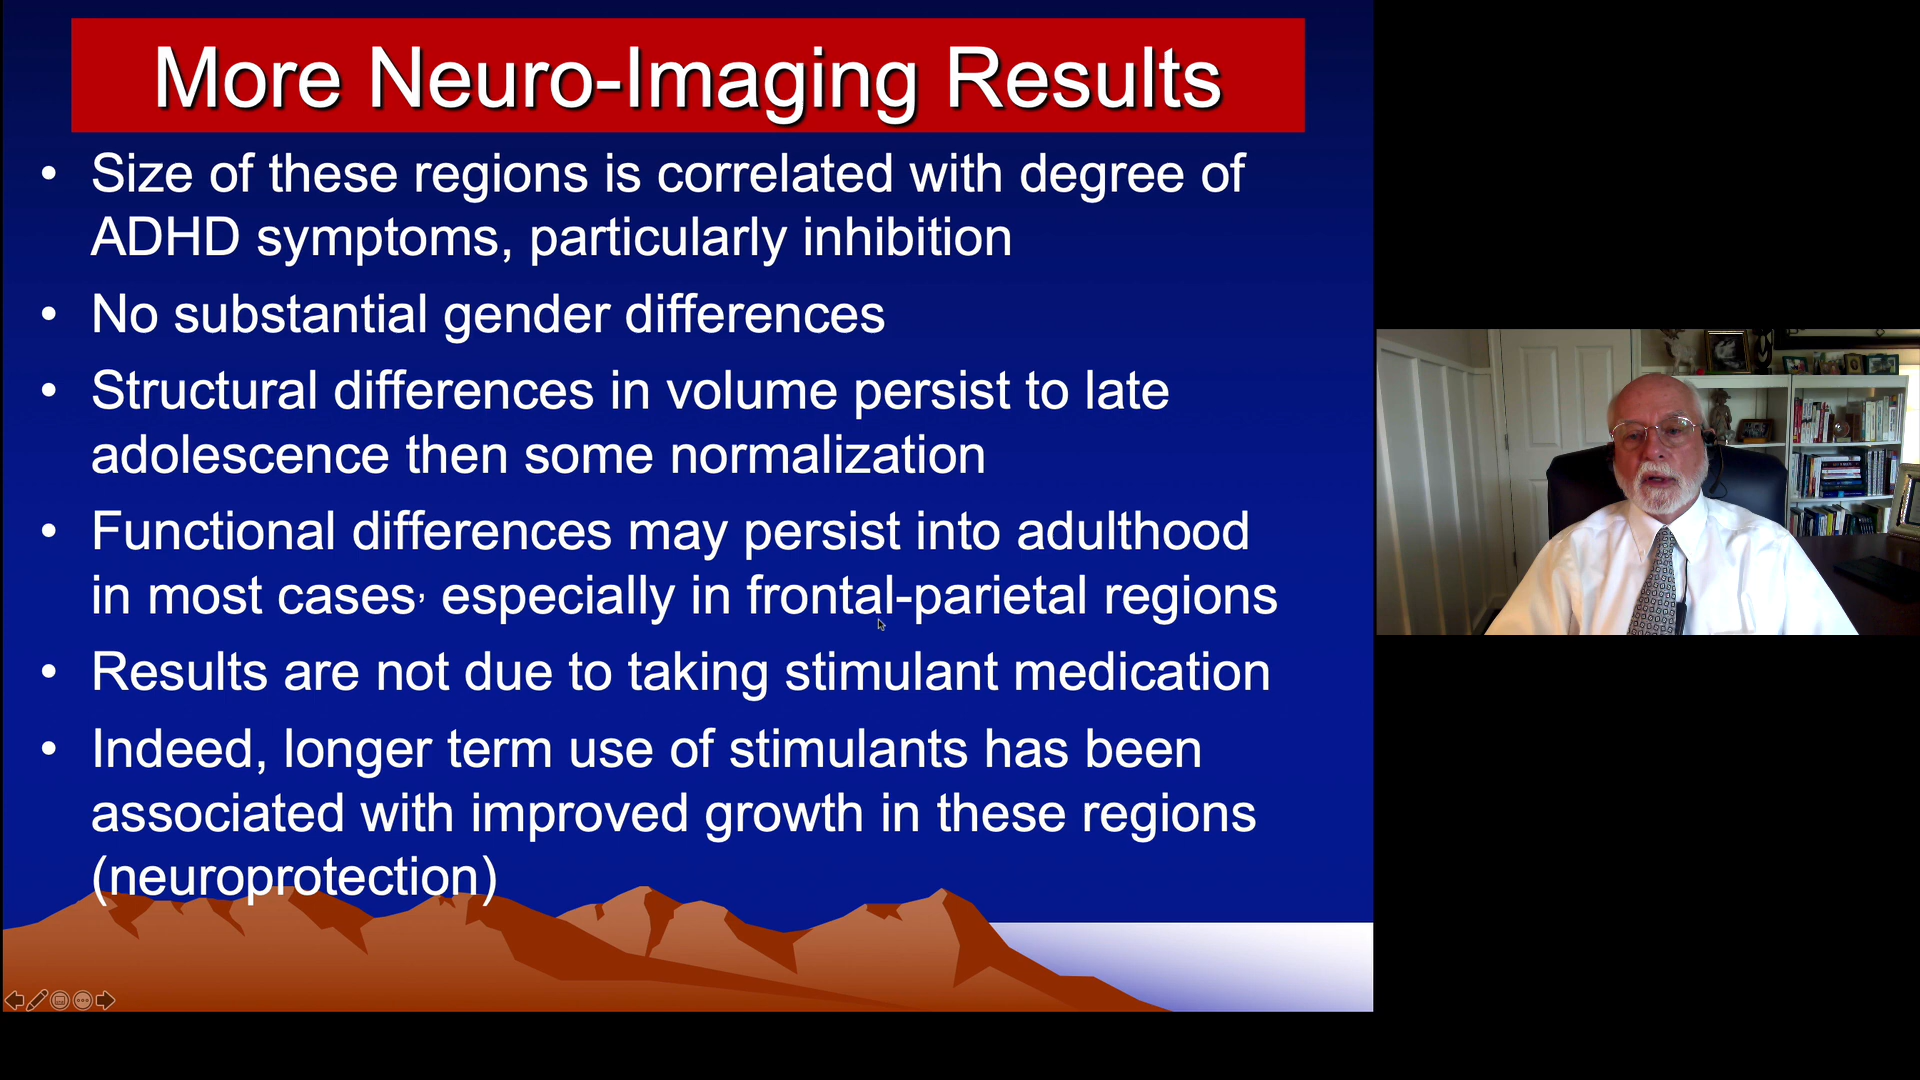 More Neuro-Imaging Results
• Size of these regions is correlated with degree of
ADHD symptoms, particularly inhibition
• No substantial gender differences
• Structural differences in volume persist to late
adolescence then some normalization
• Functional differences may persist into adulthood
in most cases, especially in frontal-parietal regions
• Results are not due to taking stimulant medication
• Indeed, longer term use of stimulants has been
associated with improved growth in these regions
(neuroprotection)